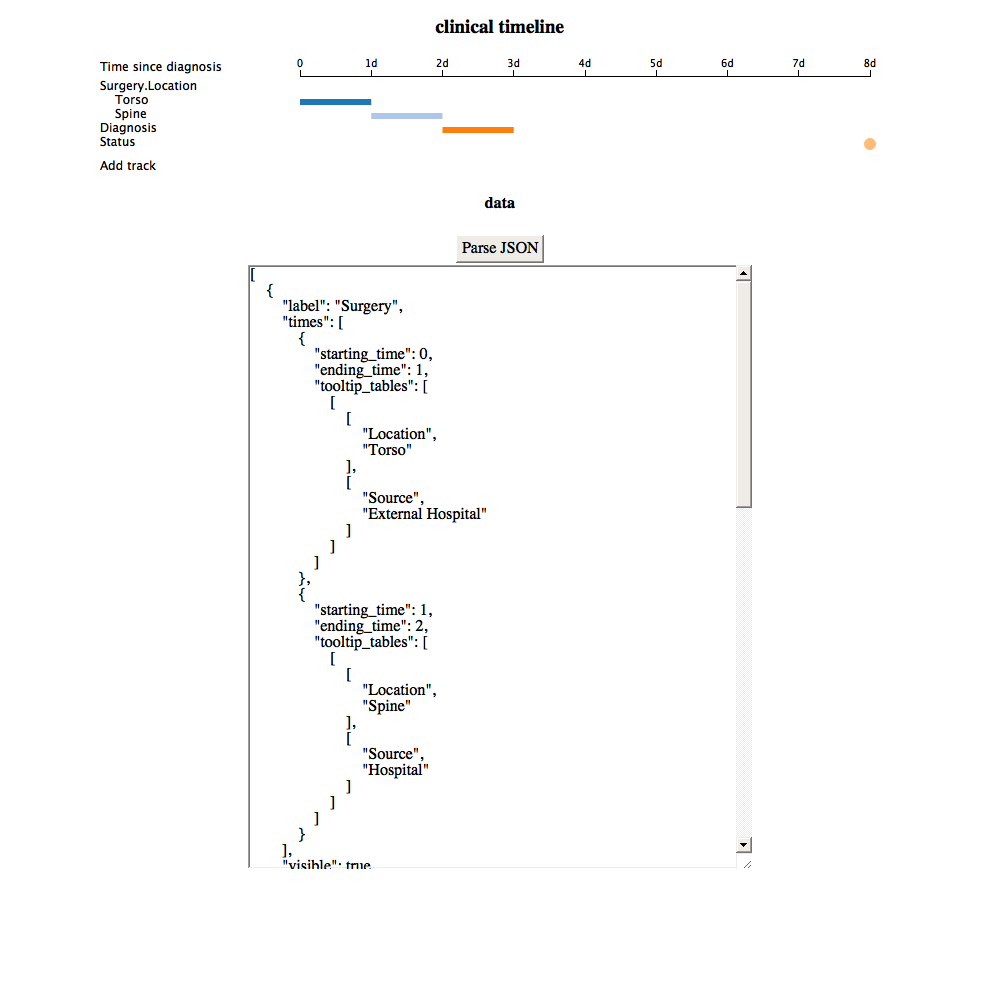 clinical timeline
Time since diagnosis 0 1d 2d 3d 4d 5d 6d 7d 8d
Surgery.Location
Torso
Spine
Diagnosis
Status
Add track
data
Parse JSON
[
{
"label": "Surgery",
"times": [
{
"starting_time": 0,
"ending_time": 1,
"tooltip_tables": [
[
[
"Location",
"Torso"
],
[
"Source",
"External Hospital"
]
]
]
},
{
"starting_time": 1,
"ending_time": 2,
"tooltip_tables": [
[
[
"Location",
"Spine"
],
[
"Source",
"Hospital"
]
]
]
}
],
"visible": true